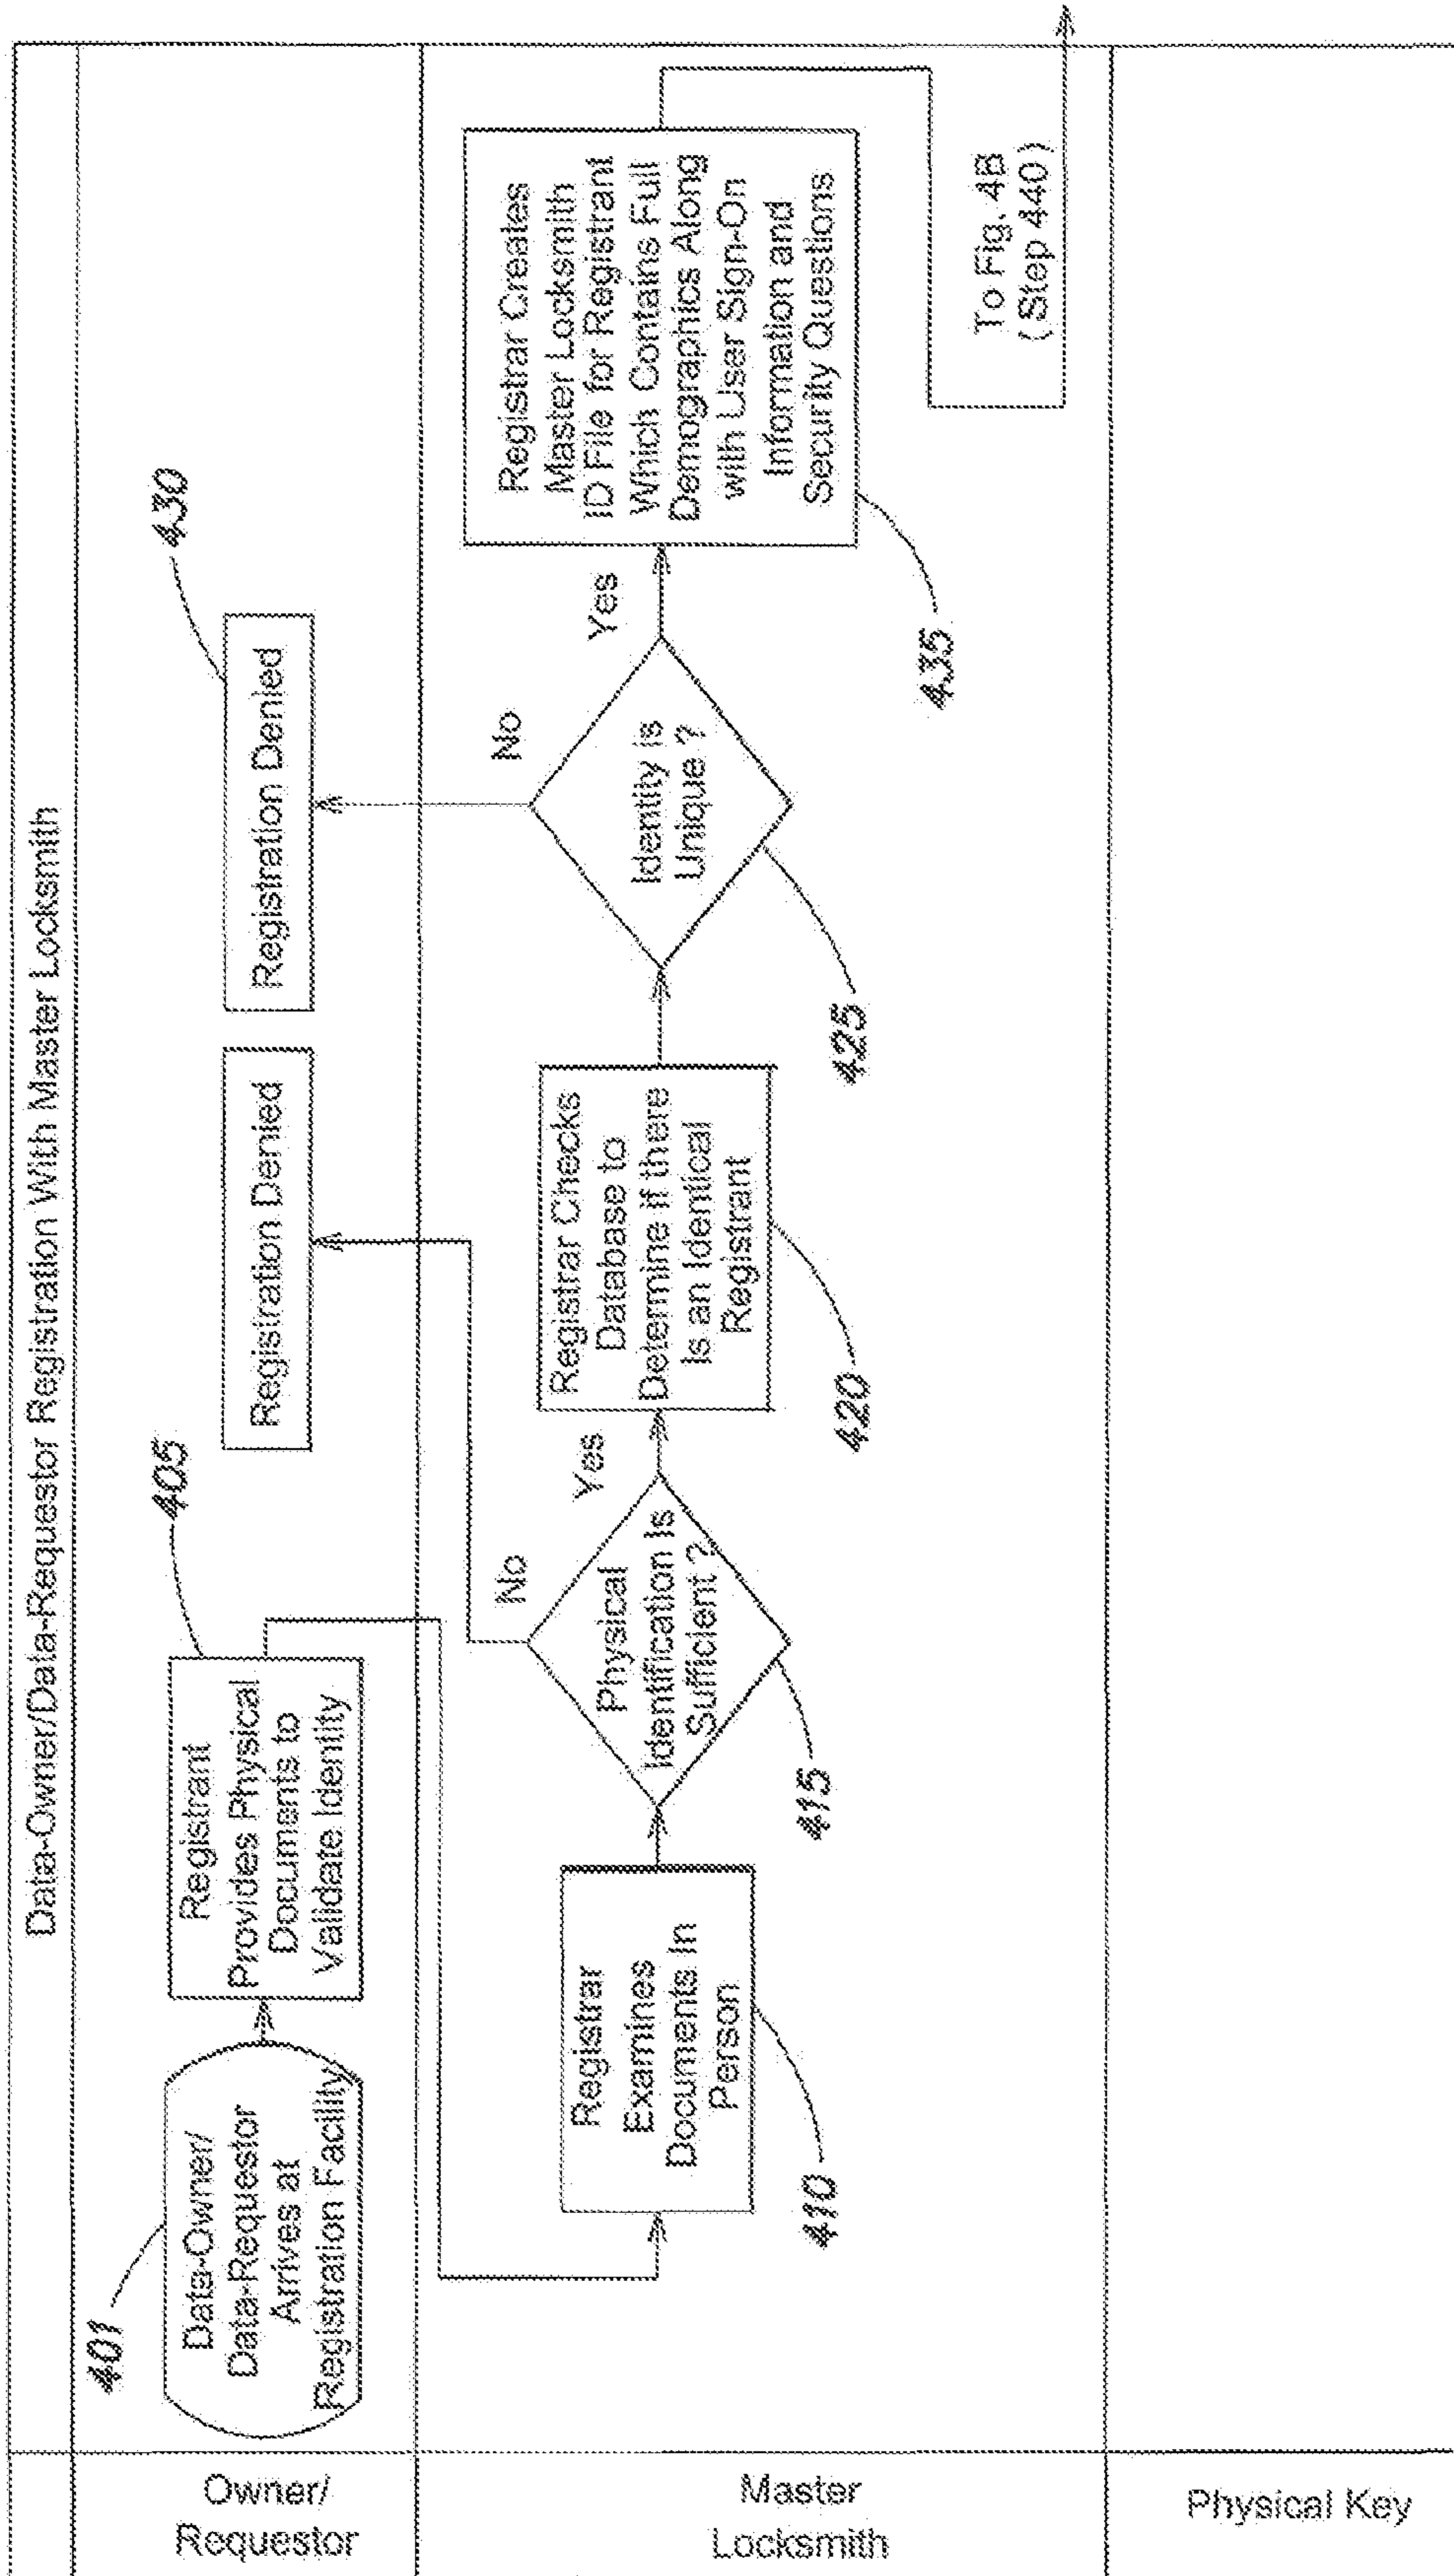 Data-Owner/Data-Requestor Registration With Master Locksmith
Owner/
Requestor
401
Data-Owner/
Data-Requestor
Arrives at
Registration Facility
405
Registrant
Provides Physical
Documents to
Validate Identity
Registration Denied
430
Registration Denied
Master
Locksmith
Registrar
Examines
Documents In
Person
410
Physical
Identification Is
Sufficient ?
No
Yes
415
Registrar Checks
Database to
Determine if there
Is an Identical
Registrant
420
Identity is
Unique ?
No
Yes
425
Registrar Creates
Master Locksmith
ID File for Registrant
Which Contains Full
Demographics Along
with User Sign-On
Information and
Security Questions
435
To Fig. 4B
( Step 440 )
Physical Key